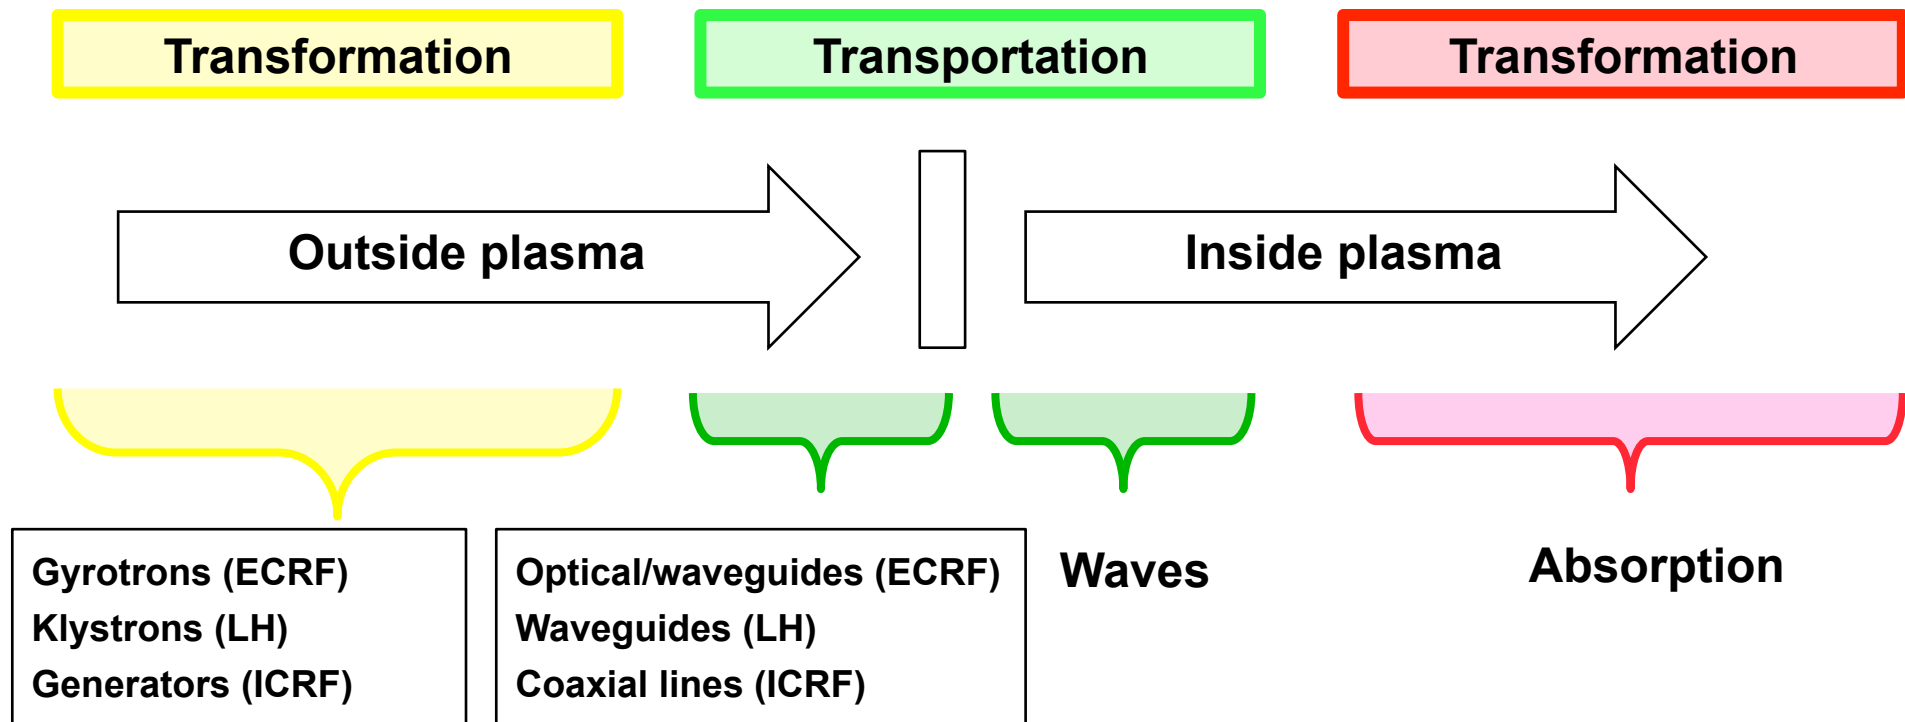 Transformation
Transportation
Transformation
Outside plasma
Inside plasma
Gyrotrons (ECRF)
Klystrons (LH)
Generators (ICRF)
Optical/waveguides (ECRF)
Waveguides (LH)
Coaxial lines (ICRF)
Waves
Absorption